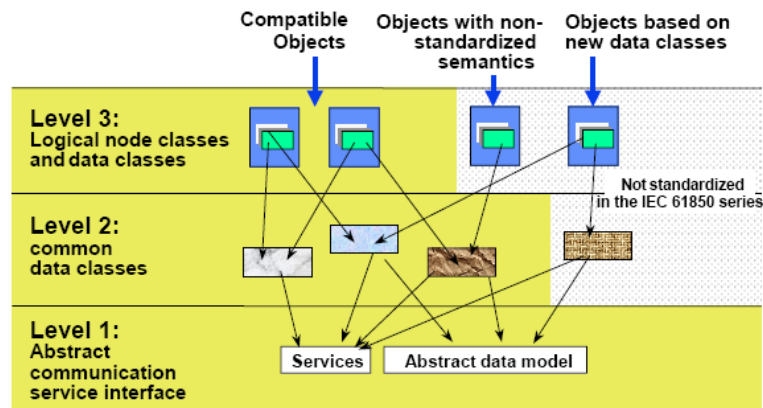 Compatible
Objects
Objects with non-
standardized
semantics
Objects based on
new data classes
Level 3:
Logical node classes
and data classes
Not standardized
in the IEC 61850 series
Level 2:
common
data classes
Level 1:
Abstract
communication
service interface
Services
Abstract data model